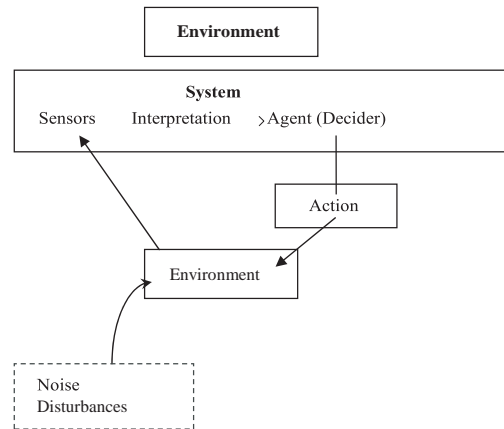 Environment
System
Sensors Interpretation > Agent (Decider)
Action
Environment
Noise
Disturbances